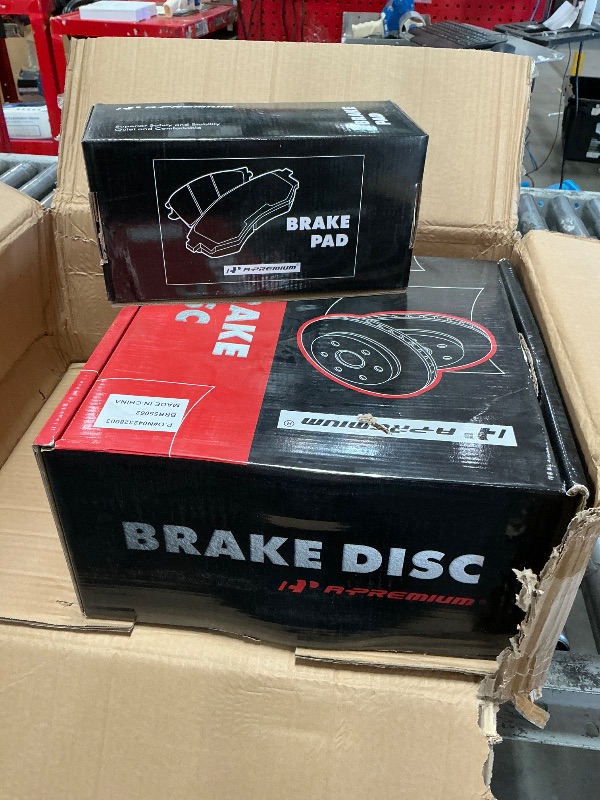 A-PREMIUM
Superior Safety and Stability
Quiet and Comfortable
BRAKE
PAD
BRAKE
PAD
A-PREMIUM
BRAKE
DISC
MADE IN CHINA
A-PREMIUM
BRAKE DISC
A-PREMIUM